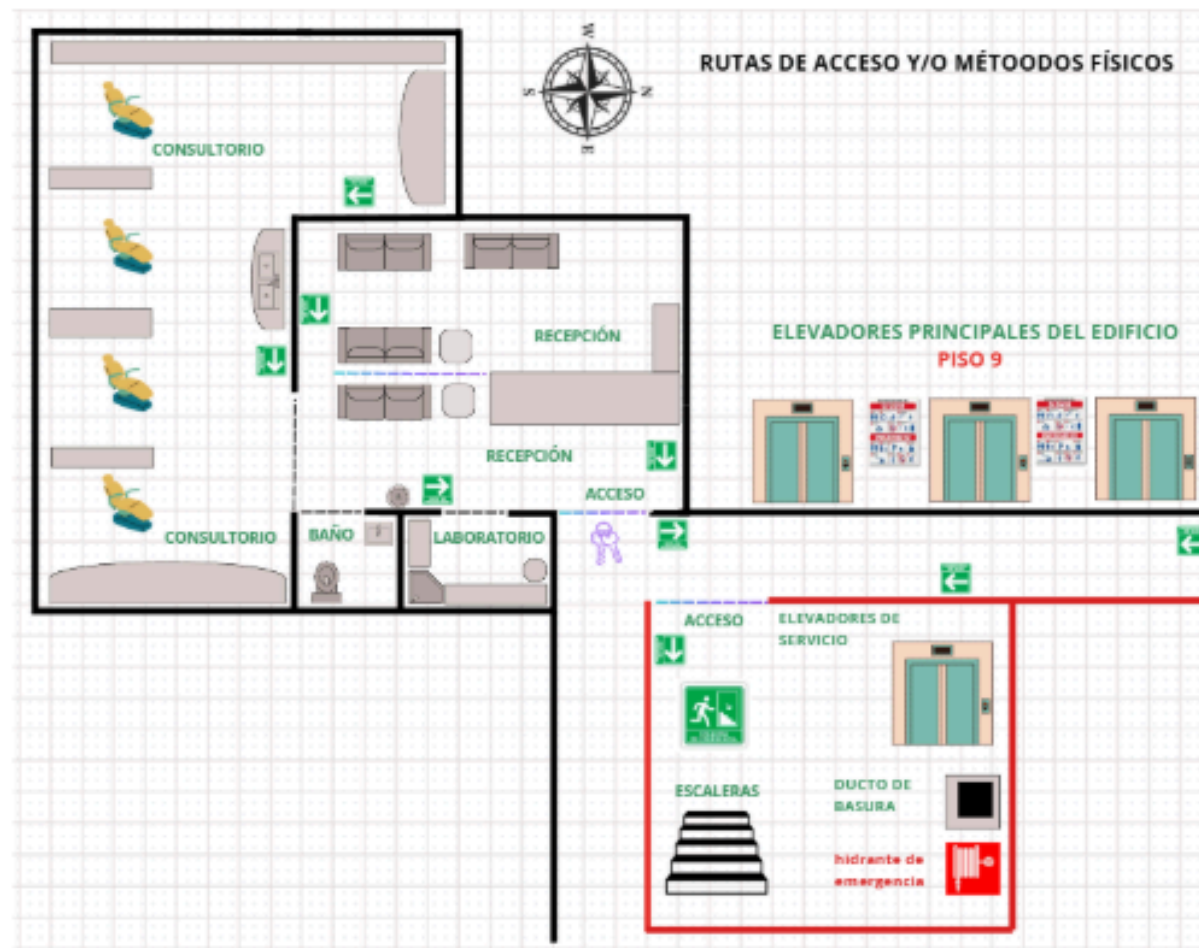 W
S
N
E
RUTAS DE ACCESO Y/O MÉTOODOS FÍSICOS
CONSULTORIO
RECEPCIÓN
ELEVADORES PRINCIPALES DEL EDIFICIO
PISO 9
RECEPCIÓN
ACCESO
CONSULTORIO
BAÑO
LABORATORIO
ACCESO
ELEVADORES DE
SERVICIO
ESCALERAS
DUCTO DE
BASURA
hidrante de
emergencia